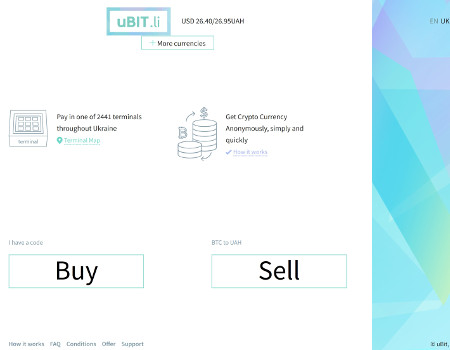 uBIT.li
USD 26.40/26.95UAH
EN UK
+ More currencies
Pay in one of 2441 terminals
throughout Ukraine
Terminal Map
terminal
Get Crypto Currency
Anonymously, simply and
quickly
How it works
I have a code
BTC to UAH
Buy
Sell
How it works FAQ Conditions Offer Support
© uBit,